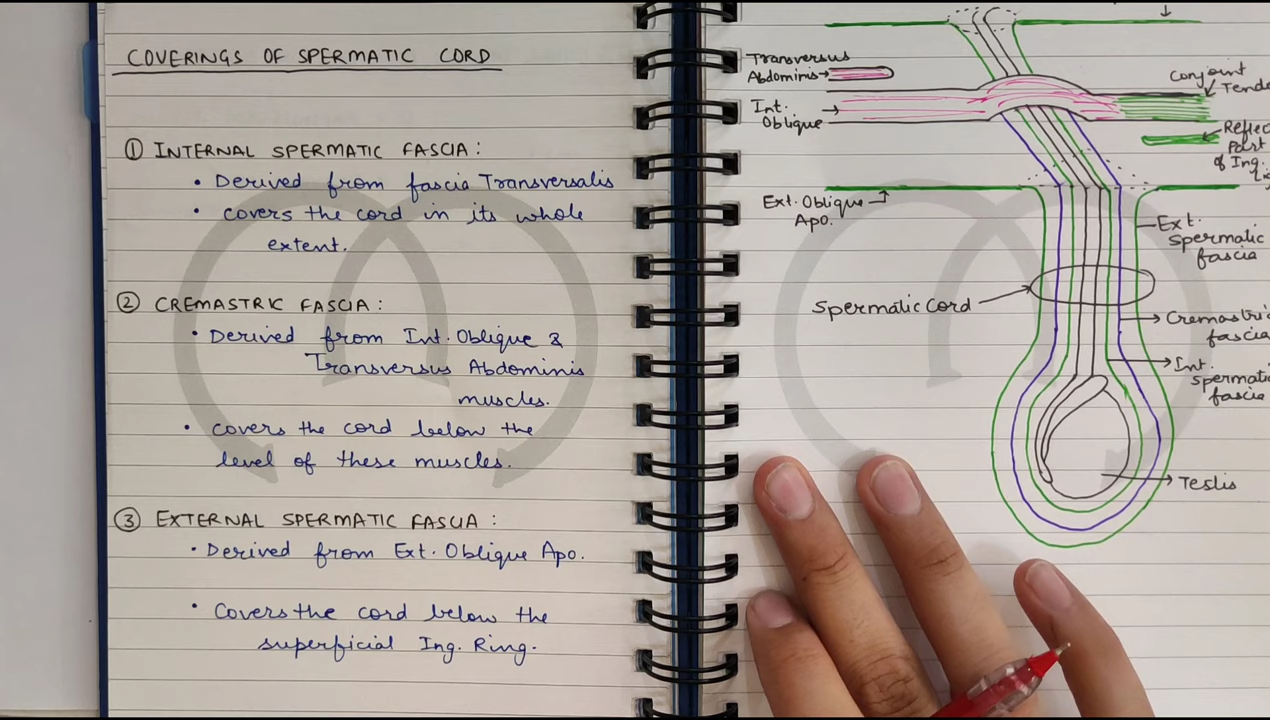 COVERINGS OF SPERMATIC CORD
① INTERNAL SPERMATIC FASCIA:
• Derived from fascia Transversalis
• covers the cord in its whole
extent.
② CREMASTRIC FASCIA:
• Derived from Int. Oblique &
Transversus Abdominis
muscles.
• covers the cord below the
level of these muscles.
③ EXTERNAL SPERMATIC FASCIA:
• Derived from Ext. Oblique Apo.
• Covers the cord below the
superficial Ing. Ring.
Transversus
Abdominis
Int.
Oblique
Conjoint
Tendo
Reflec
Part
of Ing.
Ext. Oblique
Apo.
Ext.
spermatic
fascia
Spermatic Cord
Cremastric
fascia
Int.
spermatic
fascia
Testis